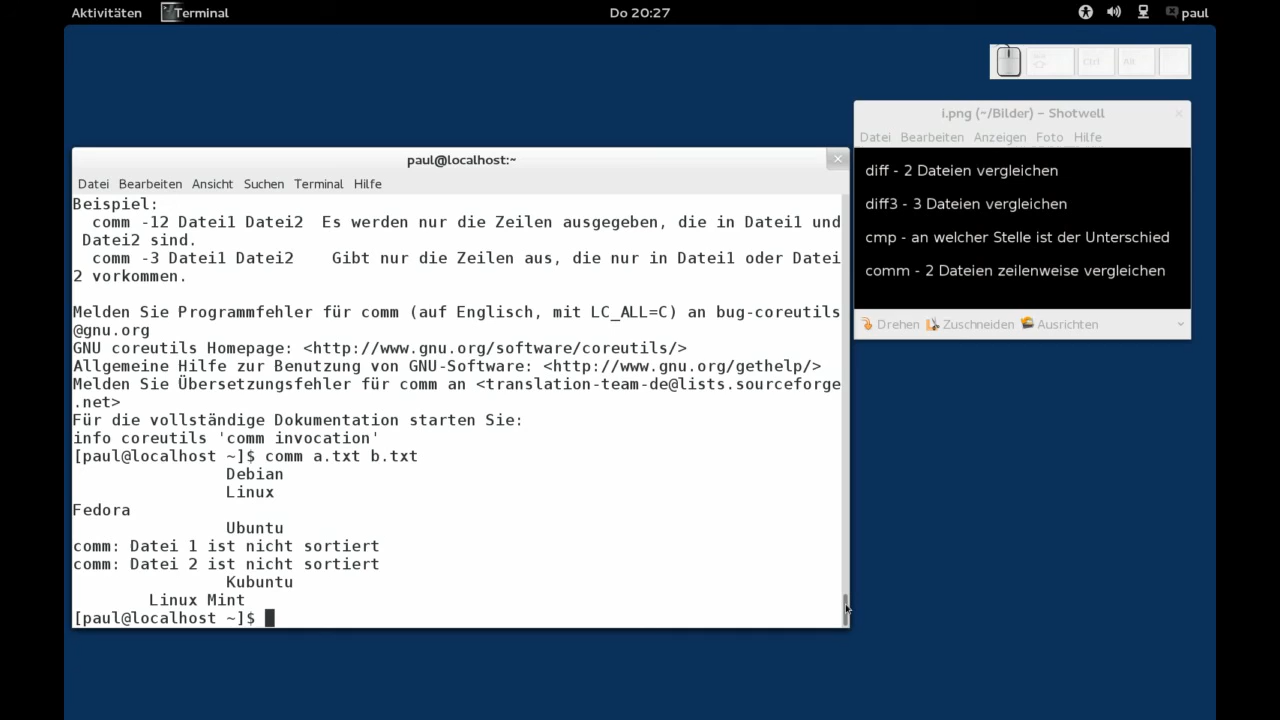 Aktivitäten Terminal Do 20:27 paul
Ctrl Alt
i.png (~/Bilder) – Shotwell
Datei Bearbeiten Anzeigen Foto Hilfe
diff - 2 Dateien vergleichen
diff3 - 3 Dateien vergleichen
cmp - an welcher Stelle ist der Unterschied
comm - 2 Dateien zeilenweise vergleichen
Drehen Zuschneiden Ausrichten
paul@localhost:~
Datei Bearbeiten Ansicht Suchen Terminal Hilfe
Beispiel:
  comm -12 Datei1 Datei2  Es werden nur die Zeilen ausgegeben, die in Datei1 und
 Datei2 sind.
  comm -3 Datei1 Datei2    Gibt nur die Zeilen aus, die nur in Datei1 oder Datei
2 vorkommen.
Melden Sie Programmfehler für comm (auf Englisch, mit LC_ALL=C) an bug-coreutils
@gnu.org
GNU coreutils Homepage: <http://www.gnu.org/software/coreutils/>
Allgemeine Hilfe zur Benutzung von GNU-Software: <http://www.gnu.org/gethelp/>
Melden Sie Übersetzungsfehler für comm an <translation-team-de@lists.sourceforge
.net>
Für die vollständige Dokumentation starten Sie:
info coreutils 'comm invocation'
[paul@localhost ~]$ comm a.txt b.txt
                Debian
                Linux
Fedora
                Ubuntu
comm: Datei 1 ist nicht sortiert
comm: Datei 2 ist nicht sortiert
                Kubuntu
        Linux Mint
[paul@localhost ~]$